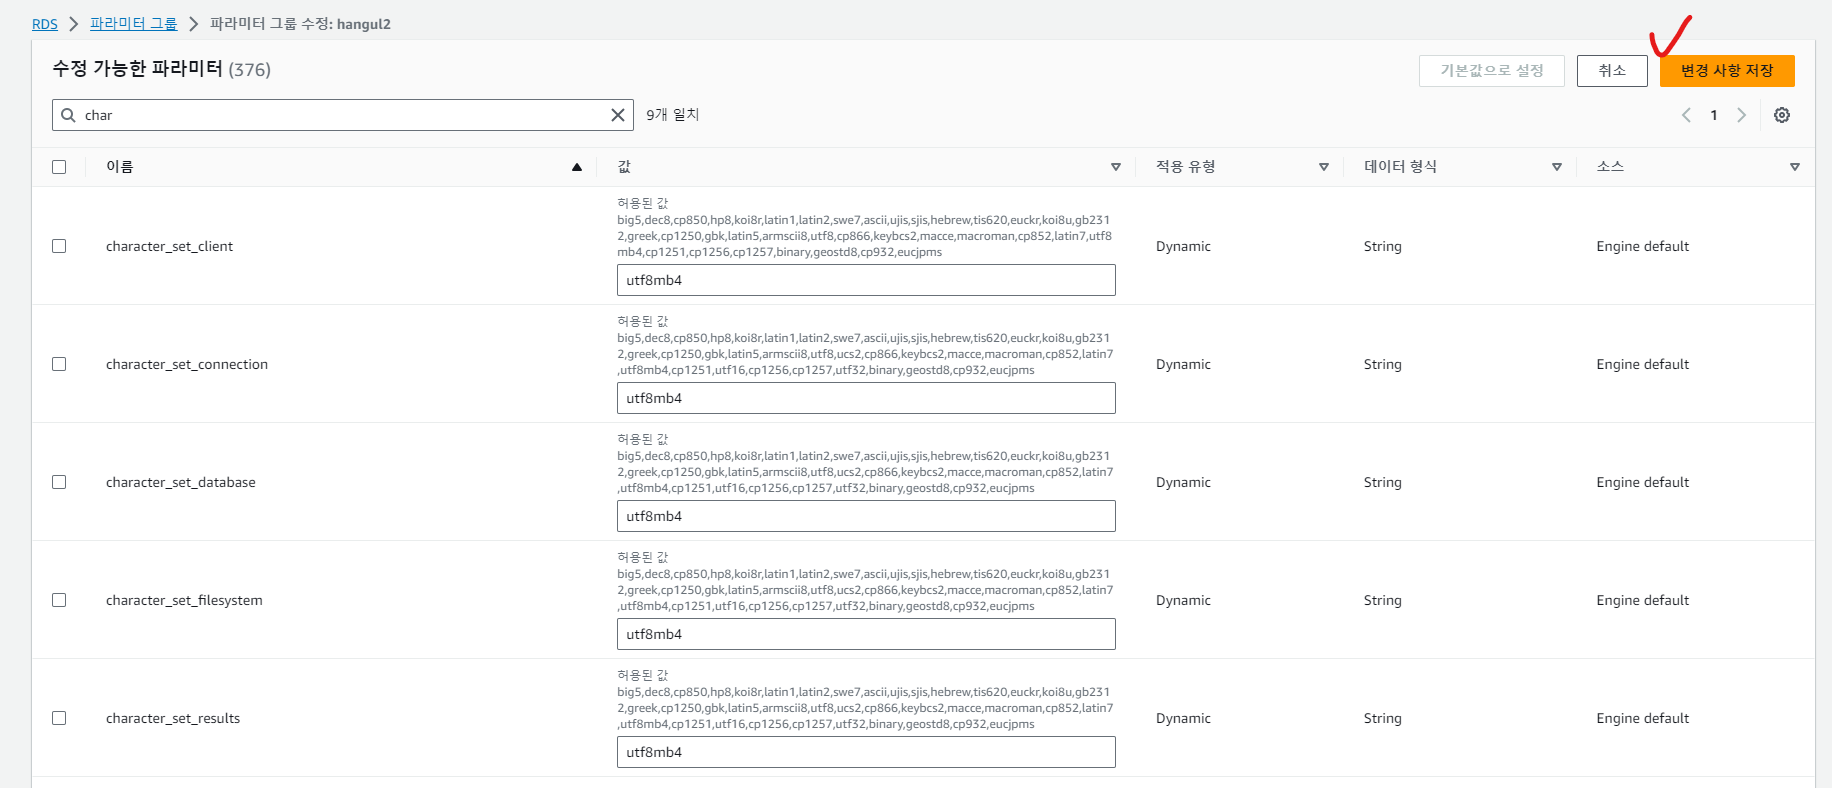 RDS > 파라미터 그룹 > 파라미터 그룹 수정: hangul2
수정 가능한 파라미터 (376)
기본값으로 설정
취소
변경 사항 저장
char
9개 일치
1
이름 값 적용 유형 데이터 형식 소스
허용된 값
big5,dec8,cp850,hp8,koi8r,latin1,latin2,swe7,ascii,ujis,sjis,hebrew,tis620,euckr,koi8u,gb231
2,greek,cp1250,gbk,latin5,armscii8,utf8,cp866,keybcs2,macce,macroman,cp852,latin7,utf8
mb4,cp1251,cp1256,cp1257,binary,geostd8,cp932,eucjpms
character_set_client utf8mb4 Dynamic String Engine default
허용된 값
big5,dec8,cp850,hp8,koi8r,latin1,latin2,swe7,ascii,ujis,sjis,hebrew,tis620,euckr,koi8u,gb231
2,greek,cp1250,gbk,latin5,armscii8,utf8,ucs2,cp866,keybcs2,macce,macroman,cp852,latin7
,utf8mb4,cp1251,utf16,cp1256,cp1257,utf32,binary,geostd8,cp932,eucjpms
character_set_connection utf8mb4 Dynamic String Engine default
허용된 값
big5,dec8,cp850,hp8,koi8r,latin1,latin2,swe7,ascii,ujis,sjis,hebrew,tis620,euckr,koi8u,gb231
2,greek,cp1250,gbk,latin5,armscii8,utf8,ucs2,cp866,keybcs2,macce,macroman,cp852,latin7
,utf8mb4,cp1251,utf16,cp1256,cp1257,utf32,binary,geostd8,cp932,eucjpms
character_set_database utf8mb4 Dynamic String Engine default
허용된 값
big5,dec8,cp850,hp8,koi8r,latin1,latin2,swe7,ascii,ujis,sjis,hebrew,tis620,euckr,koi8u,gb231
2,greek,cp1250,gbk,latin5,armscii8,utf8,ucs2,cp866,keybcs2,macce,macroman,cp852,latin7
,utf8mb4,cp1251,utf16,cp1256,cp1257,utf32,binary,geostd8,cp932,eucjpms
character_set_filesystem utf8mb4 Dynamic String Engine default
허용된 값
big5,dec8,cp850,hp8,koi8r,latin1,latin2,swe7,ascii,ujis,sjis,hebrew,tis620,euckr,koi8u,gb231
2,greek,cp1250,gbk,latin5,armscii8,utf8,ucs2,cp866,keybcs2,macce,macroman,cp852,latin7
,utf8mb4,cp1251,utf16,cp1256,cp1257,utf32,binary,geostd8,cp932,eucjpms
character_set_results utf8mb4 Dynamic String Engine default